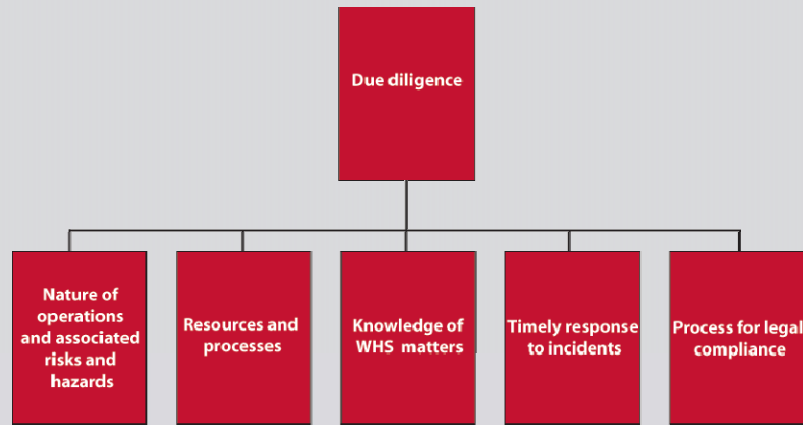 Due diligence
Nature of
operations
and associated
risks and
hazards
Resources and
processes
Knowledge of
WHS matters
Timely response
to incidents
Process for legal
compliance